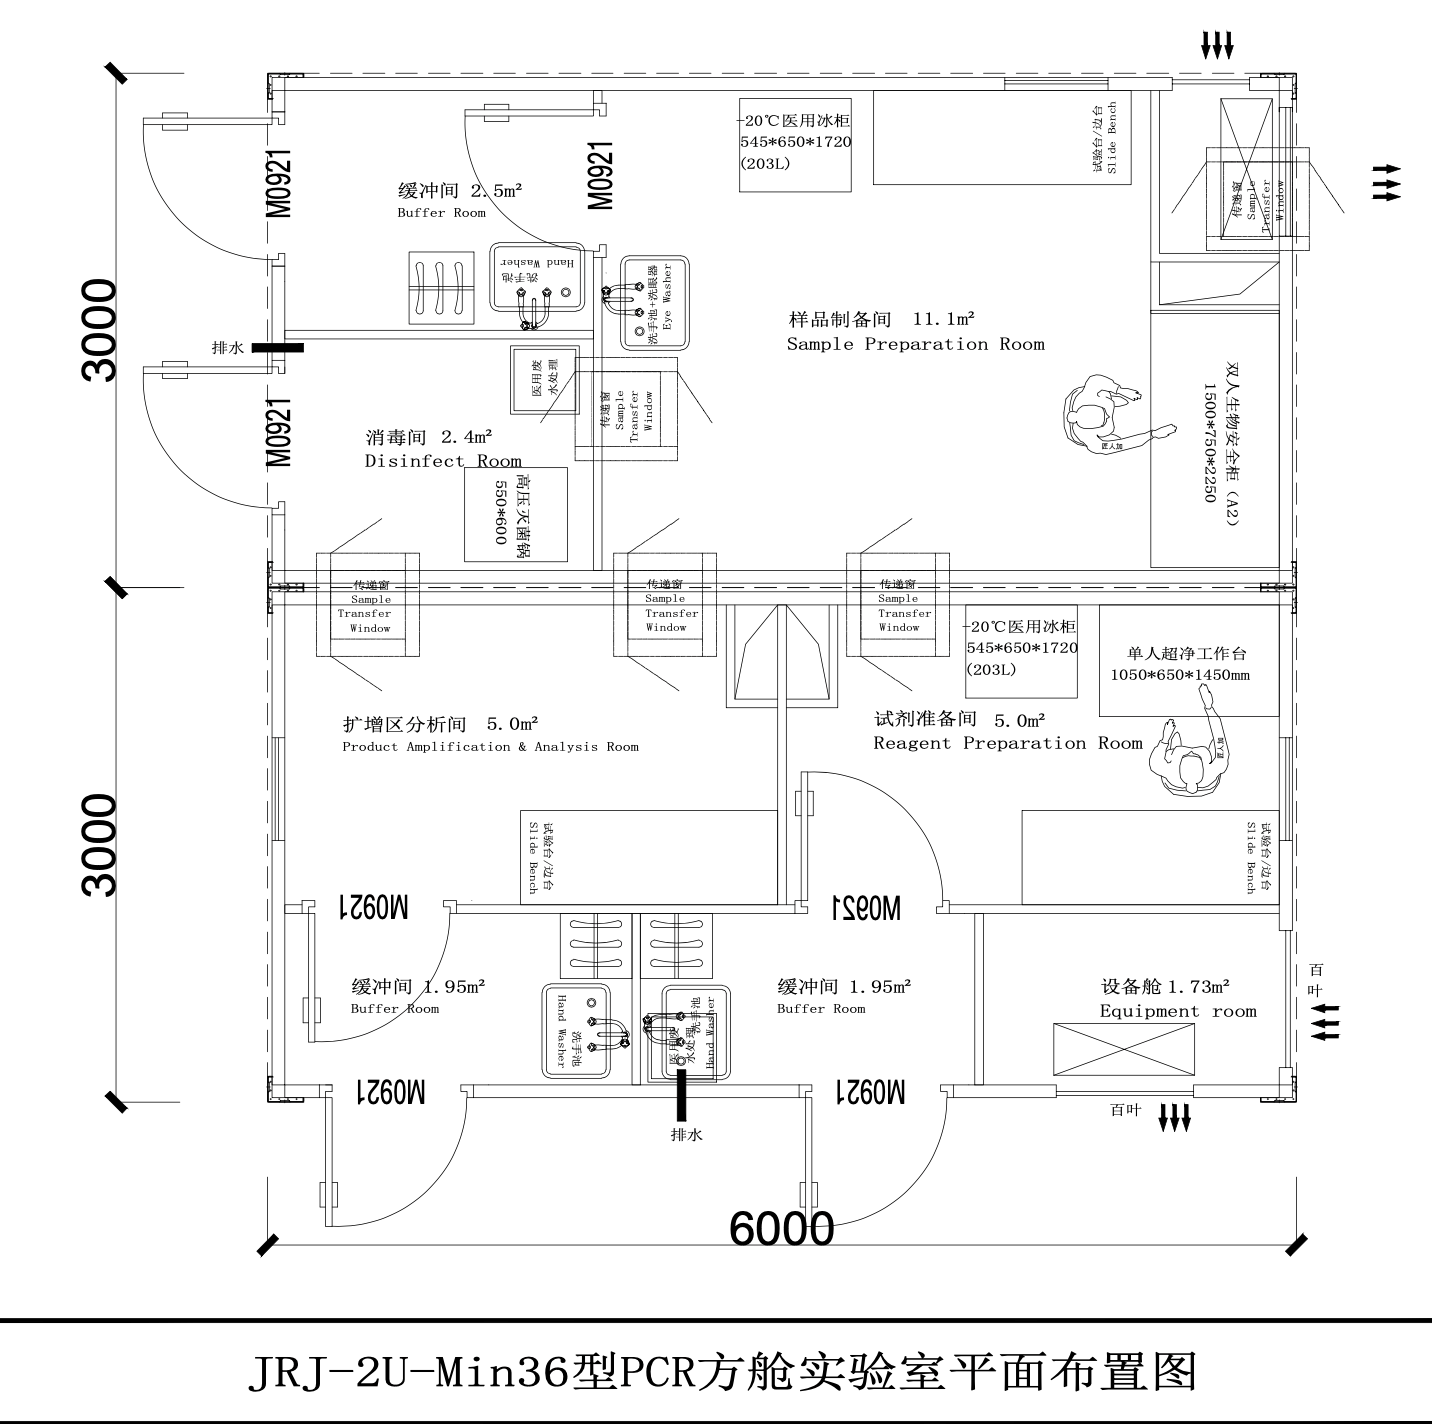 -20℃医用冰柜
545*650*1720
(203L)
试验台/边台
Slide Bench
传递窗
Sample
Transfer
Window
M0921
M0921
缓冲间 2.5m²
Buffer Room
Hand Washer
洗手池
洗手池+洗眼器
Eye Washer
样品制备间 11.1m²
Sample Preparation Room
3000
排水
医用废
水处理
传递窗
Sample
Transfer
Window
双人生物安全柜（A2）
1500*750*2250
匠人加
M0921
消毒间 2.4m²
Disinfect Room
高压灭菌锅
550*600
传递窗
Sample
Transfer
Window
传递窗
Sample
Transfer
Window
传递窗
Sample
Transfer
Window
-20℃医用冰柜
545*650*1720
(203L)
单人超净工作台
1050*650*1450mm
扩增区分析间 5.0m²
Product Amplification & Analysis Room
试剂准备间 5.0m²
Reagent Preparation Room
匠人加
3000
试验台/边台
Slide Bench
试验台/边台
Slide Bench
M0921
M0921
缓冲间 1.95m²
Buffer Room
Hand Washer
洗手池
洗手池
Hand Washer
医用废
水处理
缓冲间 1.95m²
Buffer Room
设备舱 1.73m²
Equipment room
百
叶
M0921
M0921
百叶
排水
6000
JRJ-2U-Min36型PCR方舱实验室平面布置图